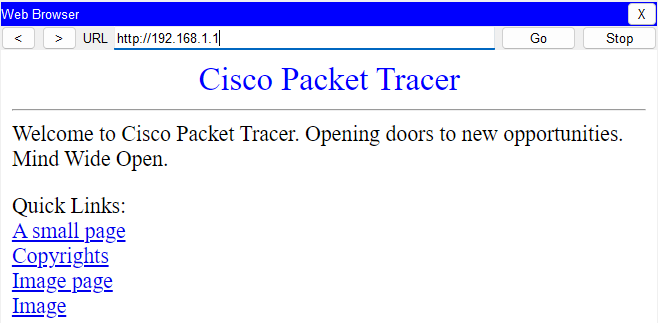 Web Browser X
< > URL http://192.168.1.1 Go Stop
Cisco Packet Tracer
Welcome to Cisco Packet Tracer. Opening doors to new opportunities.
Mind Wide Open.
Quick Links:
A small page
Copyrights
Image page
Image